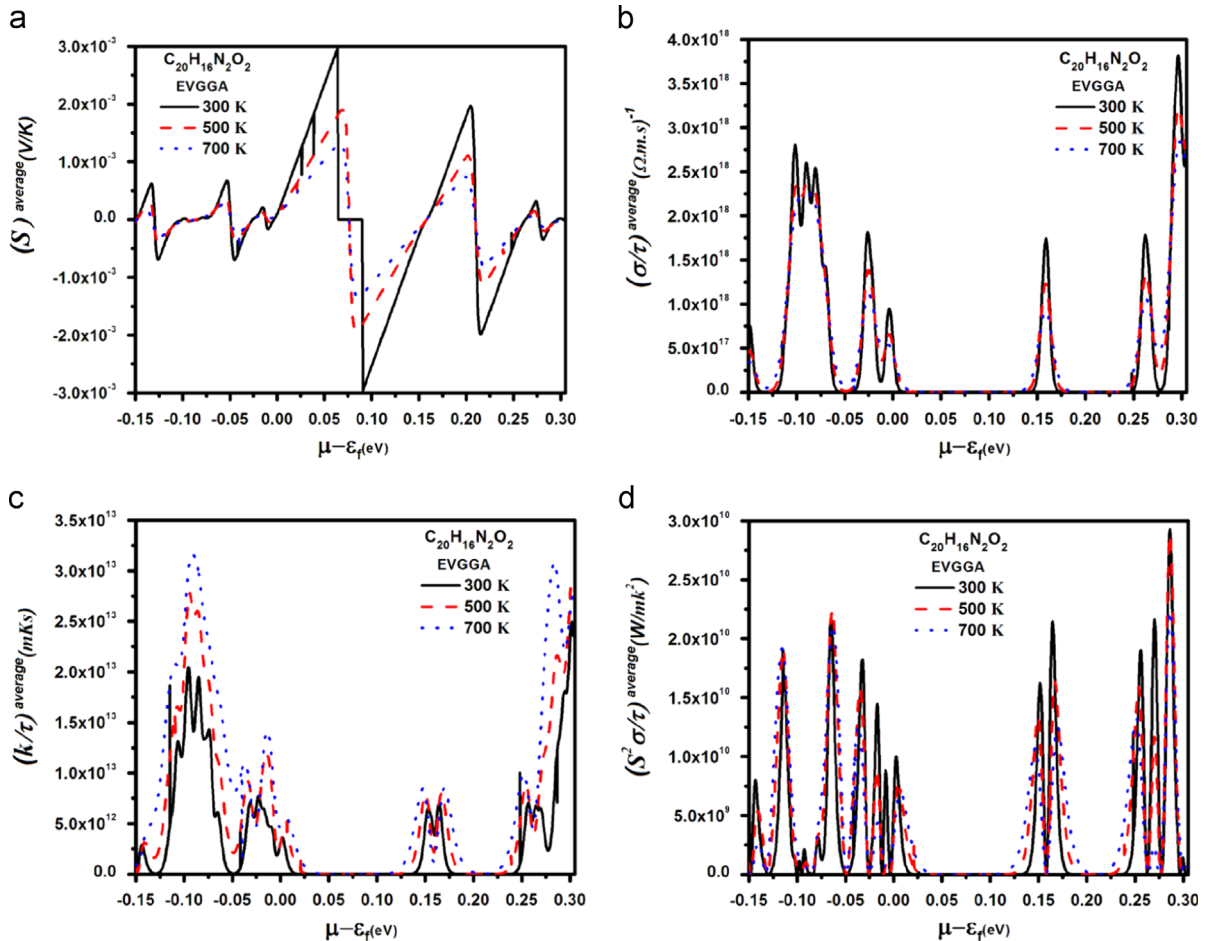 a
3.0x10⁻³
2.0x10⁻³
1.0x10⁻³
0.0
-1.0x10⁻³
-2.0x10⁻³
-3.0x10⁻³
(S) average (V/K)
C₂₀H₁₆N₂O₂
EVGGA
300 K
500 K
700 K
-0.15 -0.10 -0.05 0.00 0.05 0.10 0.15 0.20 0.25 0.30
μ−ε_f(eV)
b
4.0x10¹⁸
3.5x10¹⁸
3.0x10¹⁸
2.5x10¹⁸
2.0x10¹⁸
1.5x10¹⁸
1.0x10¹⁸
5.0x10¹⁷
0.0
(σ/τ) average (Ωm.s)⁻¹
C₂₀H₁₆N₂O₂
EVGGA
300 K
500 K
700 K
-0.15 -0.10 -0.05 0.00 0.05 0.10 0.15 0.20 0.25 0.30
μ−ε_f(eV)
c
3.5x10¹³
3.0x10¹³
2.5x10¹³
2.0x10¹³
1.5x10¹³
1.0x10¹³
5.0x10¹²
0.0
(k/τ) average (mKs)
C₂₀H₁₆N₂O₂
EVGGA
300 K
500 K
700 K
-0.15 -0.10 -0.05 0.00 0.05 0.10 0.15 0.20 0.25 0.30
μ−ε_f(eV)
d
3.0x10¹⁰
2.5x10¹⁰
2.0x10¹⁰
1.5x10¹⁰
1.0x10¹⁰
5.0x10⁹
0.0
(S² σ/τ) average (W/mk²)
C₂₀H₁₆N₂O₂
EVGGA
300 K
500 K
700 K
-0.15 -0.10 -0.05 0.00 0.05 0.10 0.15 0.20 0.25 0.30
μ−ε_f(eV)